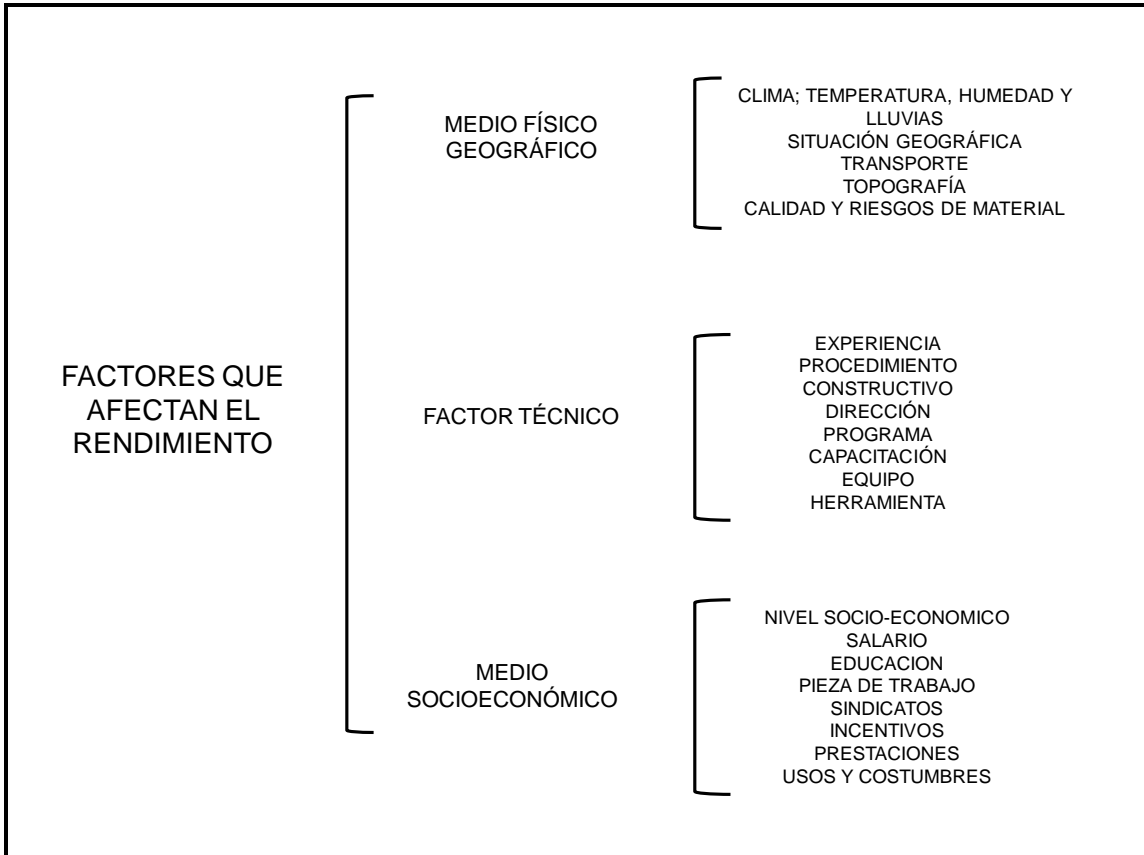 FACTORES QUE
AFECTAN EL
RENDIMIENTO
MEDIO FÍSICO
GEOGRÁFICO
CLIMA; TEMPERATURA, HUMEDAD Y
LLUVIAS
SITUACIÓN GEOGRÁFICA
TRANSPORTE
TOPOGRAFÍA
CALIDAD Y RIESGOS DE MATERIAL
FACTOR TÉCNICO
EXPERIENCIA
PROCEDIMIENTO
CONSTRUCTIVO
DIRECCIÓN
PROGRAMA
CAPACITACIÓN
EQUIPO
HERRAMIENTA
MEDIO
SOCIOECONÓMICO
NIVEL SOCIO-ECONOMICO
SALARIO
EDUCACION
PIEZA DE TRABAJO
SINDICATOS
INCENTIVOS
PRESTACIONES
USOS Y COSTUMBRES